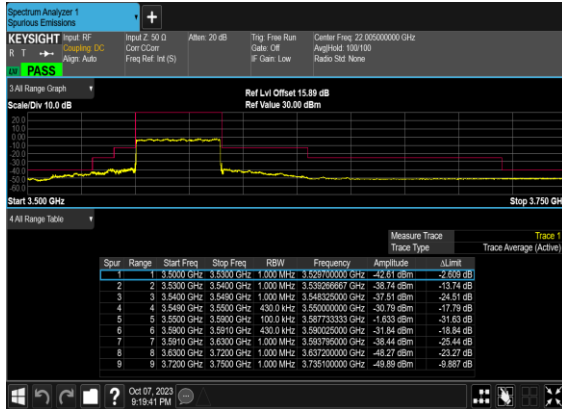 Spectrum Analyzer 1
Spurious Emissions
KEYSIGHT Input: RF Input Z: 50 Ω Atten: 20 dB Trig: Free Run Center Freq: 22.005000000 GHz
R T Coupling: DC Corr CCorr Gate: Off Avg|Hold: 100/100
Align: Auto Freq Ref: Int (S) IF Gain: Low Radio Std: None
PASS
3 All Range Graph Ref Lvl Offset 15.89 dB
Scale/Div 10.0 dB Ref Value 30.00 dBm
20.0
10.0
0.00
-10.0
-20.0
-30.0
-40.0
-50.0
-60.0
Start 3.500 GHz Stop 3.750 GH
4 All Range Table
Measure Trace Trace 1
Trace Type Trace Average (Active)
Spur Range Start Freq Stop Freq RBW Frequency Amplitude ΔLimit
1 1 3.5000 GHz 3.5300 GHz 1.000 MHz 3.529700000 GHz -42.61 dBm -2.609 dB
2 2 3.5300 GHz 3.5400 GHz 1.000 MHz 3.539266667 GHz -38.74 dBm -13.74 dB
3 3 3.5400 GHz 3.5490 GHz 1.000 MHz 3.548325000 GHz -37.51 dBm -24.51 dB
4 4 3.5490 GHz 3.5500 GHz 430.0 kHz 3.550000000 GHz -30.79 dBm -17.79 dB
5 5 3.5500 GHz 3.5900 GHz 100.0 kHz 3.587733333 GHz -1.633 dBm -31.63 dB
6 6 3.5900 GHz 3.5910 GHz 430.0 kHz 3.590025000 GHz -31.84 dBm -18.84 dB
7 7 3.5910 GHz 3.6300 GHz 1.000 MHz 3.593795000 GHz -38.44 dBm -25.44 dB
8 8 3.6300 GHz 3.7200 GHz 1.000 MHz 3.637200000 GHz -48.27 dBm -23.27 dB
9 9 3.7200 GHz 3.7500 GHz 1.000 MHz 3.735100000 GHz -49.89 dBm -9.887 dB
Oct 07, 2023
9:19:41 PM